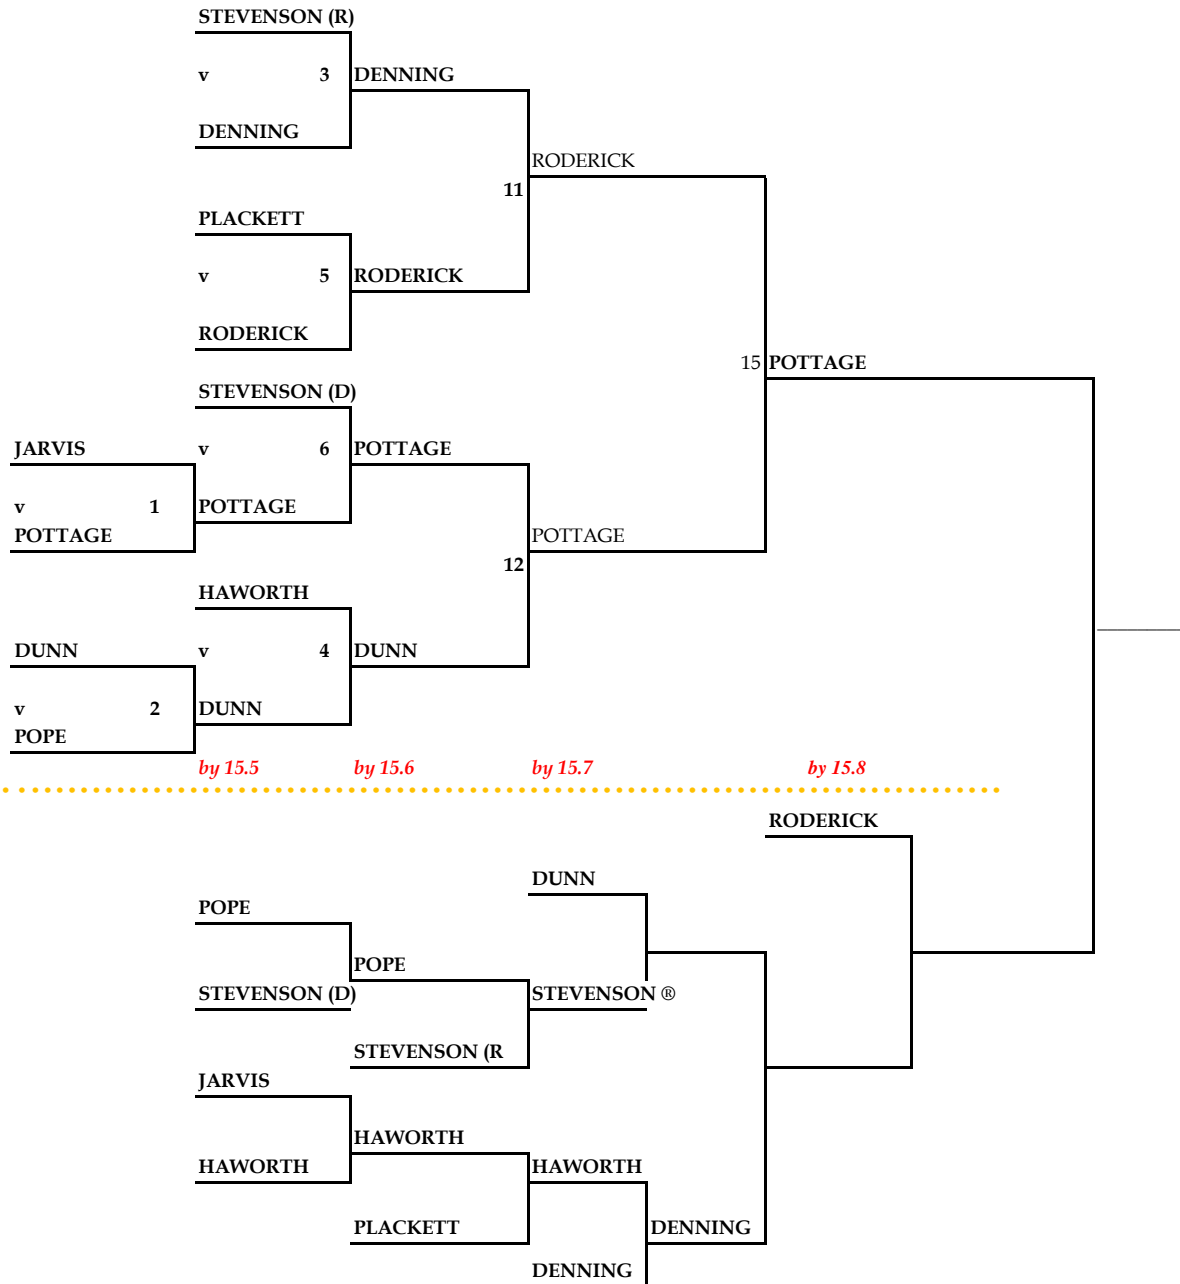 STEVENSON (R)
v 3 DENNING
DENNING
RODERICK
11
PLACKETT
v 5 RODERICK
RODERICK
15 POTTAGE
STEVENSON (D)
JARVIS v 6 POTTAGE
v 1 POTTAGE
POTTAGE POTTAGE
12
HAWORTH
DUNN v 4 DUNN
v 2 DUNN
POPE
by 15.5 by 15.6 by 15.7 by 15.8
RODERICK
DUNN
POPE
POPE
STEVENSON (D) STEVENSON ®
STEVENSON (R
JARVIS
HAWORTH
HAWORTH HAWORTH
PLACKETT DENNING
DENNING